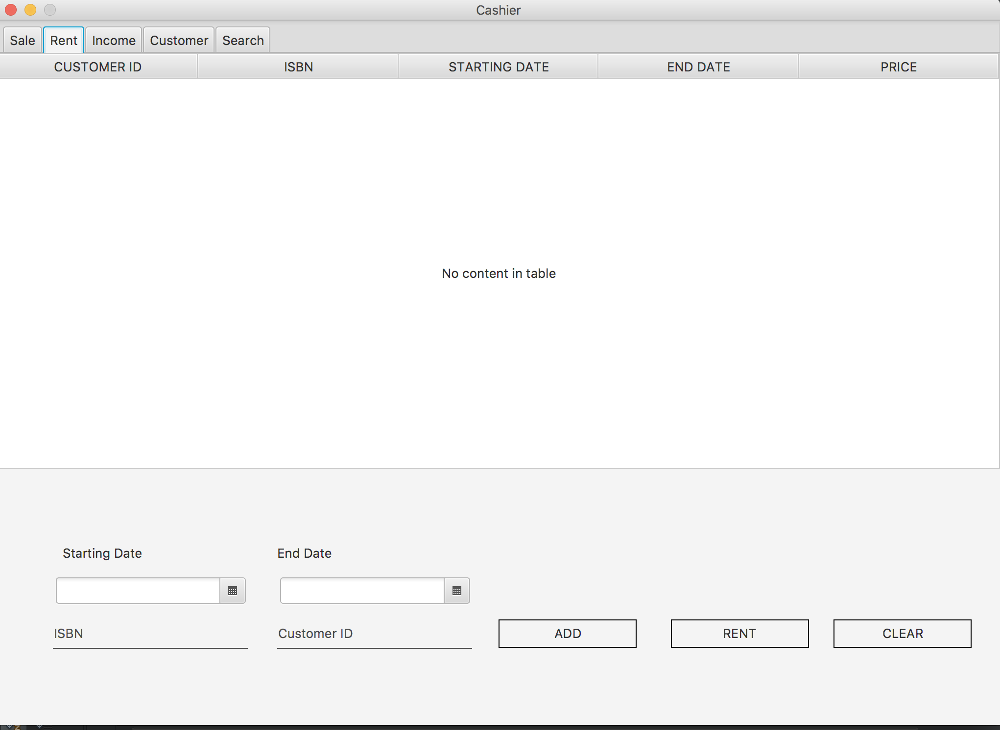 Cashier
Sale Rent Income Customer Search
CUSTOMER ID ISBN STARTING DATE END DATE PRICE
No content in table
Starting Date End Date
ISBN Customer ID ADD RENT CLEAR